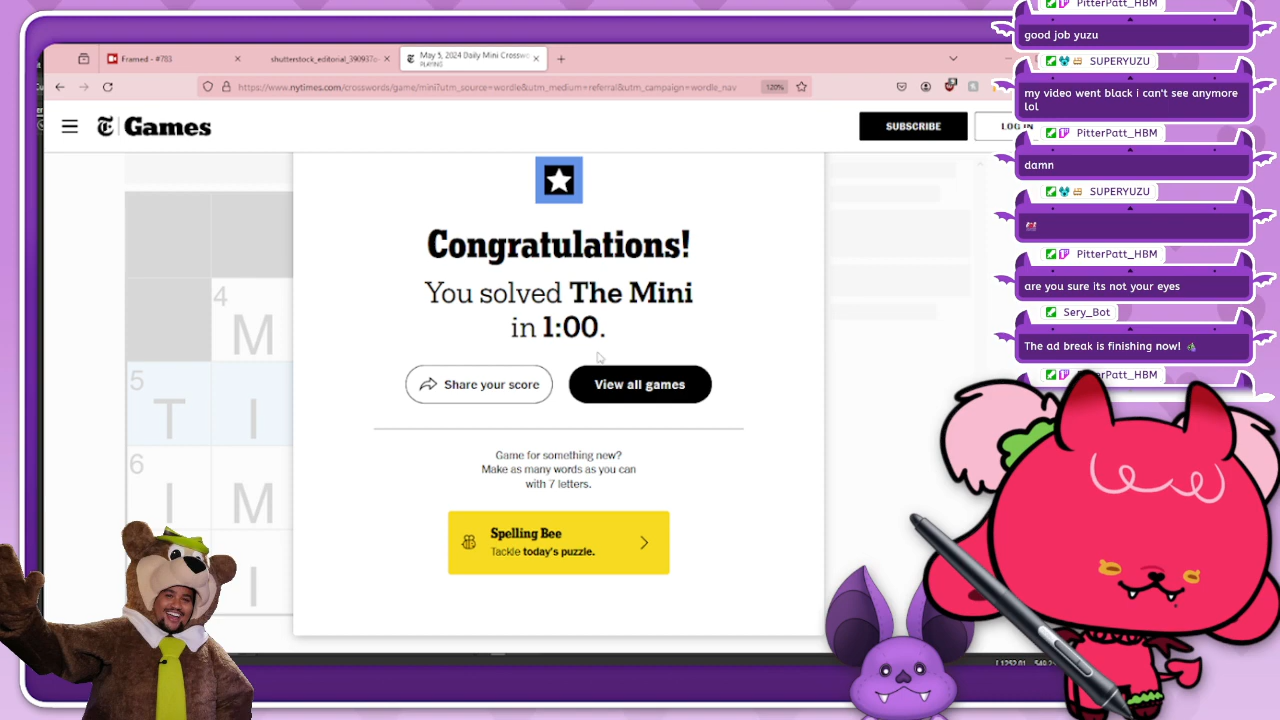 Framed - #783
shutterstock_editorial_390937o
May 5, 2024 Daily Mini Crossw
PLAYING
https://www.nytimes.com/crosswords/game/mini?utm_source=wordle&utm_medium=referral&utm_campaign=wordle_nav
120%
Games
SUBSCRIBE
LOG IN
Congratulations!
You solved The Mini
in 1:00.
Share your score
View all games
Game for something new?
Make as many words as you can
with 7 letters.
Spelling Bee
Tackle today's puzzle.
4
M
5
T
I
6
I
M
I
PitterPatt_HBM
good job yuzu
SUPERYUZU
my video went black i can't see anymore
lol
PitterPatt_HBM
damn
SUPERYUZU
PitterPatt_HBM
are you sure its not your eyes
Sery_Bot
The ad break is finishing now!
PitterPatt_HBM